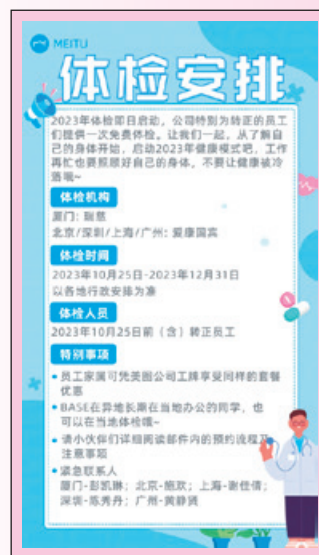 MEITU
体检安排
2023年体检即日启动，公司特别为转正的员工
们提供一次免费体检。让我们一起，从了解自
己的身体开始，启动2023年健康模式吧，工作
再忙也要照顾好自己的身体，不要让健康被冷
落哦~
体检机构
厦门：瑞慈
北京/深圳/上海/广州：爱康国宾
体检时间
2023年10月25日-2023年12月31日
以各地行政安排为准
体检人员
2023年10月25日前（含）转正员工
特别事项
•员工家属可凭美图公司工牌享受同样的套餐
优惠
•BASE在异地长期在当地办公的同学，也
可以在当地体检哦~
•请小伙伴们详细阅读邮件内的预约流程及
注意事项
•紧急联系人
厦门-彭凯琳；北京-施欢；上海-谢佳倩；
深圳-陈秀丹；广州-黄静贤